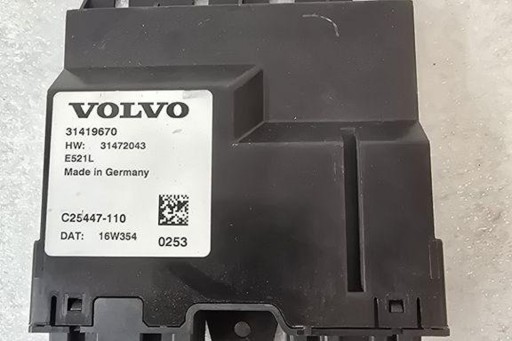 VOLVO
31419670
HW: 31472043
E521L
Made in Germany
C25447-110
DAT: 16W354 0253